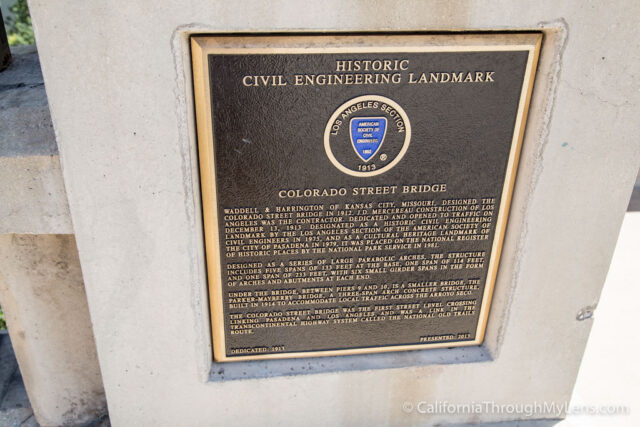 HISTORIC
CIVIL ENGINEERING LANDMARK
LOS ANGELES SECTION
AMERICAN
SOCIETY OF
CIVIL
ENGINEERS
1852
1913
®
COLORADO STREET BRIDGE
WADDELL & HARRINGTON OF KANSAS CITY, MISSOURI, DESIGNED THE
COLORADO STREET BRIDGE IN 1912. J.D. MERCEREAU CONSTRUCTION OF LOS
ANGELES WAS THE CONTRACTOR. DEDICATED AND OPENED TO TRAFFIC ON
DECEMBER 13, 1913. DESIGNATED AS A HISTORIC CIVIL ENGINEERING
LANDMARK BY THE LOS ANGELES SECTION OF THE AMERICAN SOCIETY OF
CIVIL ENGINEERS IN 1975, AND AS A CULTURAL HERITAGE LANDMARK OF
THE CITY OF PASADENA IN 1979, IT WAS PLACED ON THE NATIONAL REGISTER
OF HISTORIC PLACES BY THE NATIONAL PARK SERVICE IN 1981.
DESIGNED AS A SERIES OF LARGE PARABOLIC ARCHES, THE STRUCTURE
INCLUDES FIVE SPANS OF 113 FEET AT THE BASE, ONE SPAN OF 114 FEET,
AND ONE SPAN OF 223 FEET, WITH SIX SMALL GIRDER SPANS IN THE FORM
OF ARCHES AND ABUTMENTS AT EACH END.
UNDER THE BRIDGE, BETWEEN PIERS 9 AND 10, IS A SMALLER BRIDGE, THE
PARKER-MAYBERRY BRIDGE, A THREE-SPAN ARCH CONCRETE STRUCTURE,
BUILT IN 1914 TO ACCOMMODATE LOCAL TRAFFIC ACROSS THE ARROYO SECO.
THE COLORADO STREET BRIDGE WAS THE FIRST STREET LEVEL CROSSING
LINKING PASADENA AND LOS ANGELES AND WAS A LINK IN THE
TRANSCONTINENTAL HIGHWAY SYSTEM CALLED THE NATIONAL OLD TRAILS
ROUTE.
DEDICATED 1913 PRESENTED 2013
© CaliforniaThroughMyLens.com